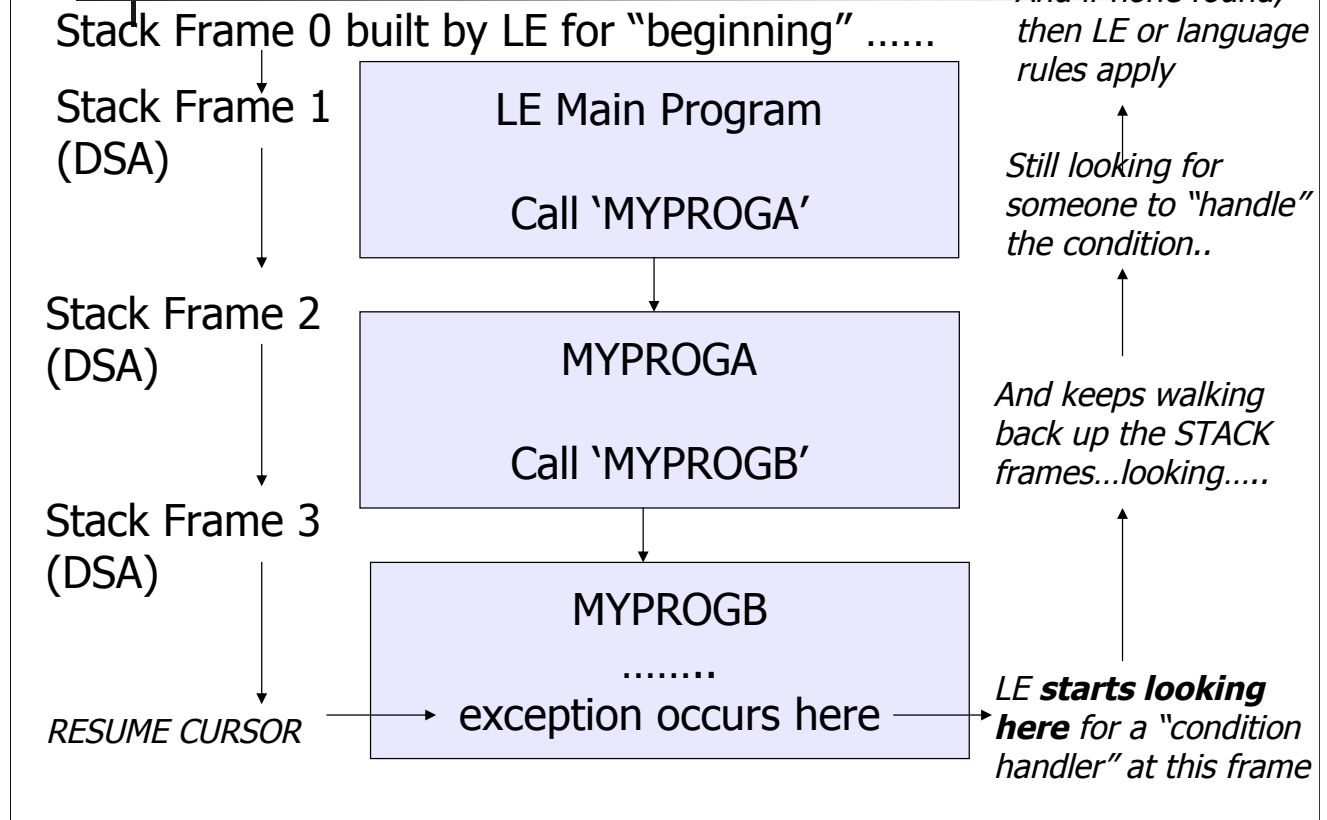 Stack Frame 0 built by LE for “beginning” ……
Stack Frame 1
(DSA)
LE Main Program
Call ‘MYPROGA’
Stack Frame 2
(DSA)
MYPROGA
Call ‘MYPROGB’
Stack Frame 3
(DSA)
MYPROGB
……..
exception occurs here
RESUME CURSOR
LE starts looking
here for a “condition
handler” at this frame
And keeps walking
back up the STACK
frames…looking…..
Still looking for
someone to “handle”
the condition..
then LE or language
rules apply